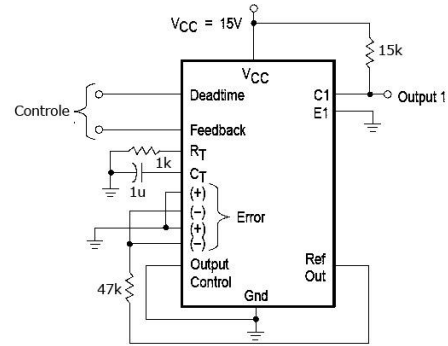 VCC = 15V
15k
VCC
Deadtime
C1
Output 1
Controle
E1
Feedback
RT
1k
CT
1u
(+)
(−)
Error
(+)
(−)
Output
Control
Ref
Out
47k
Gnd